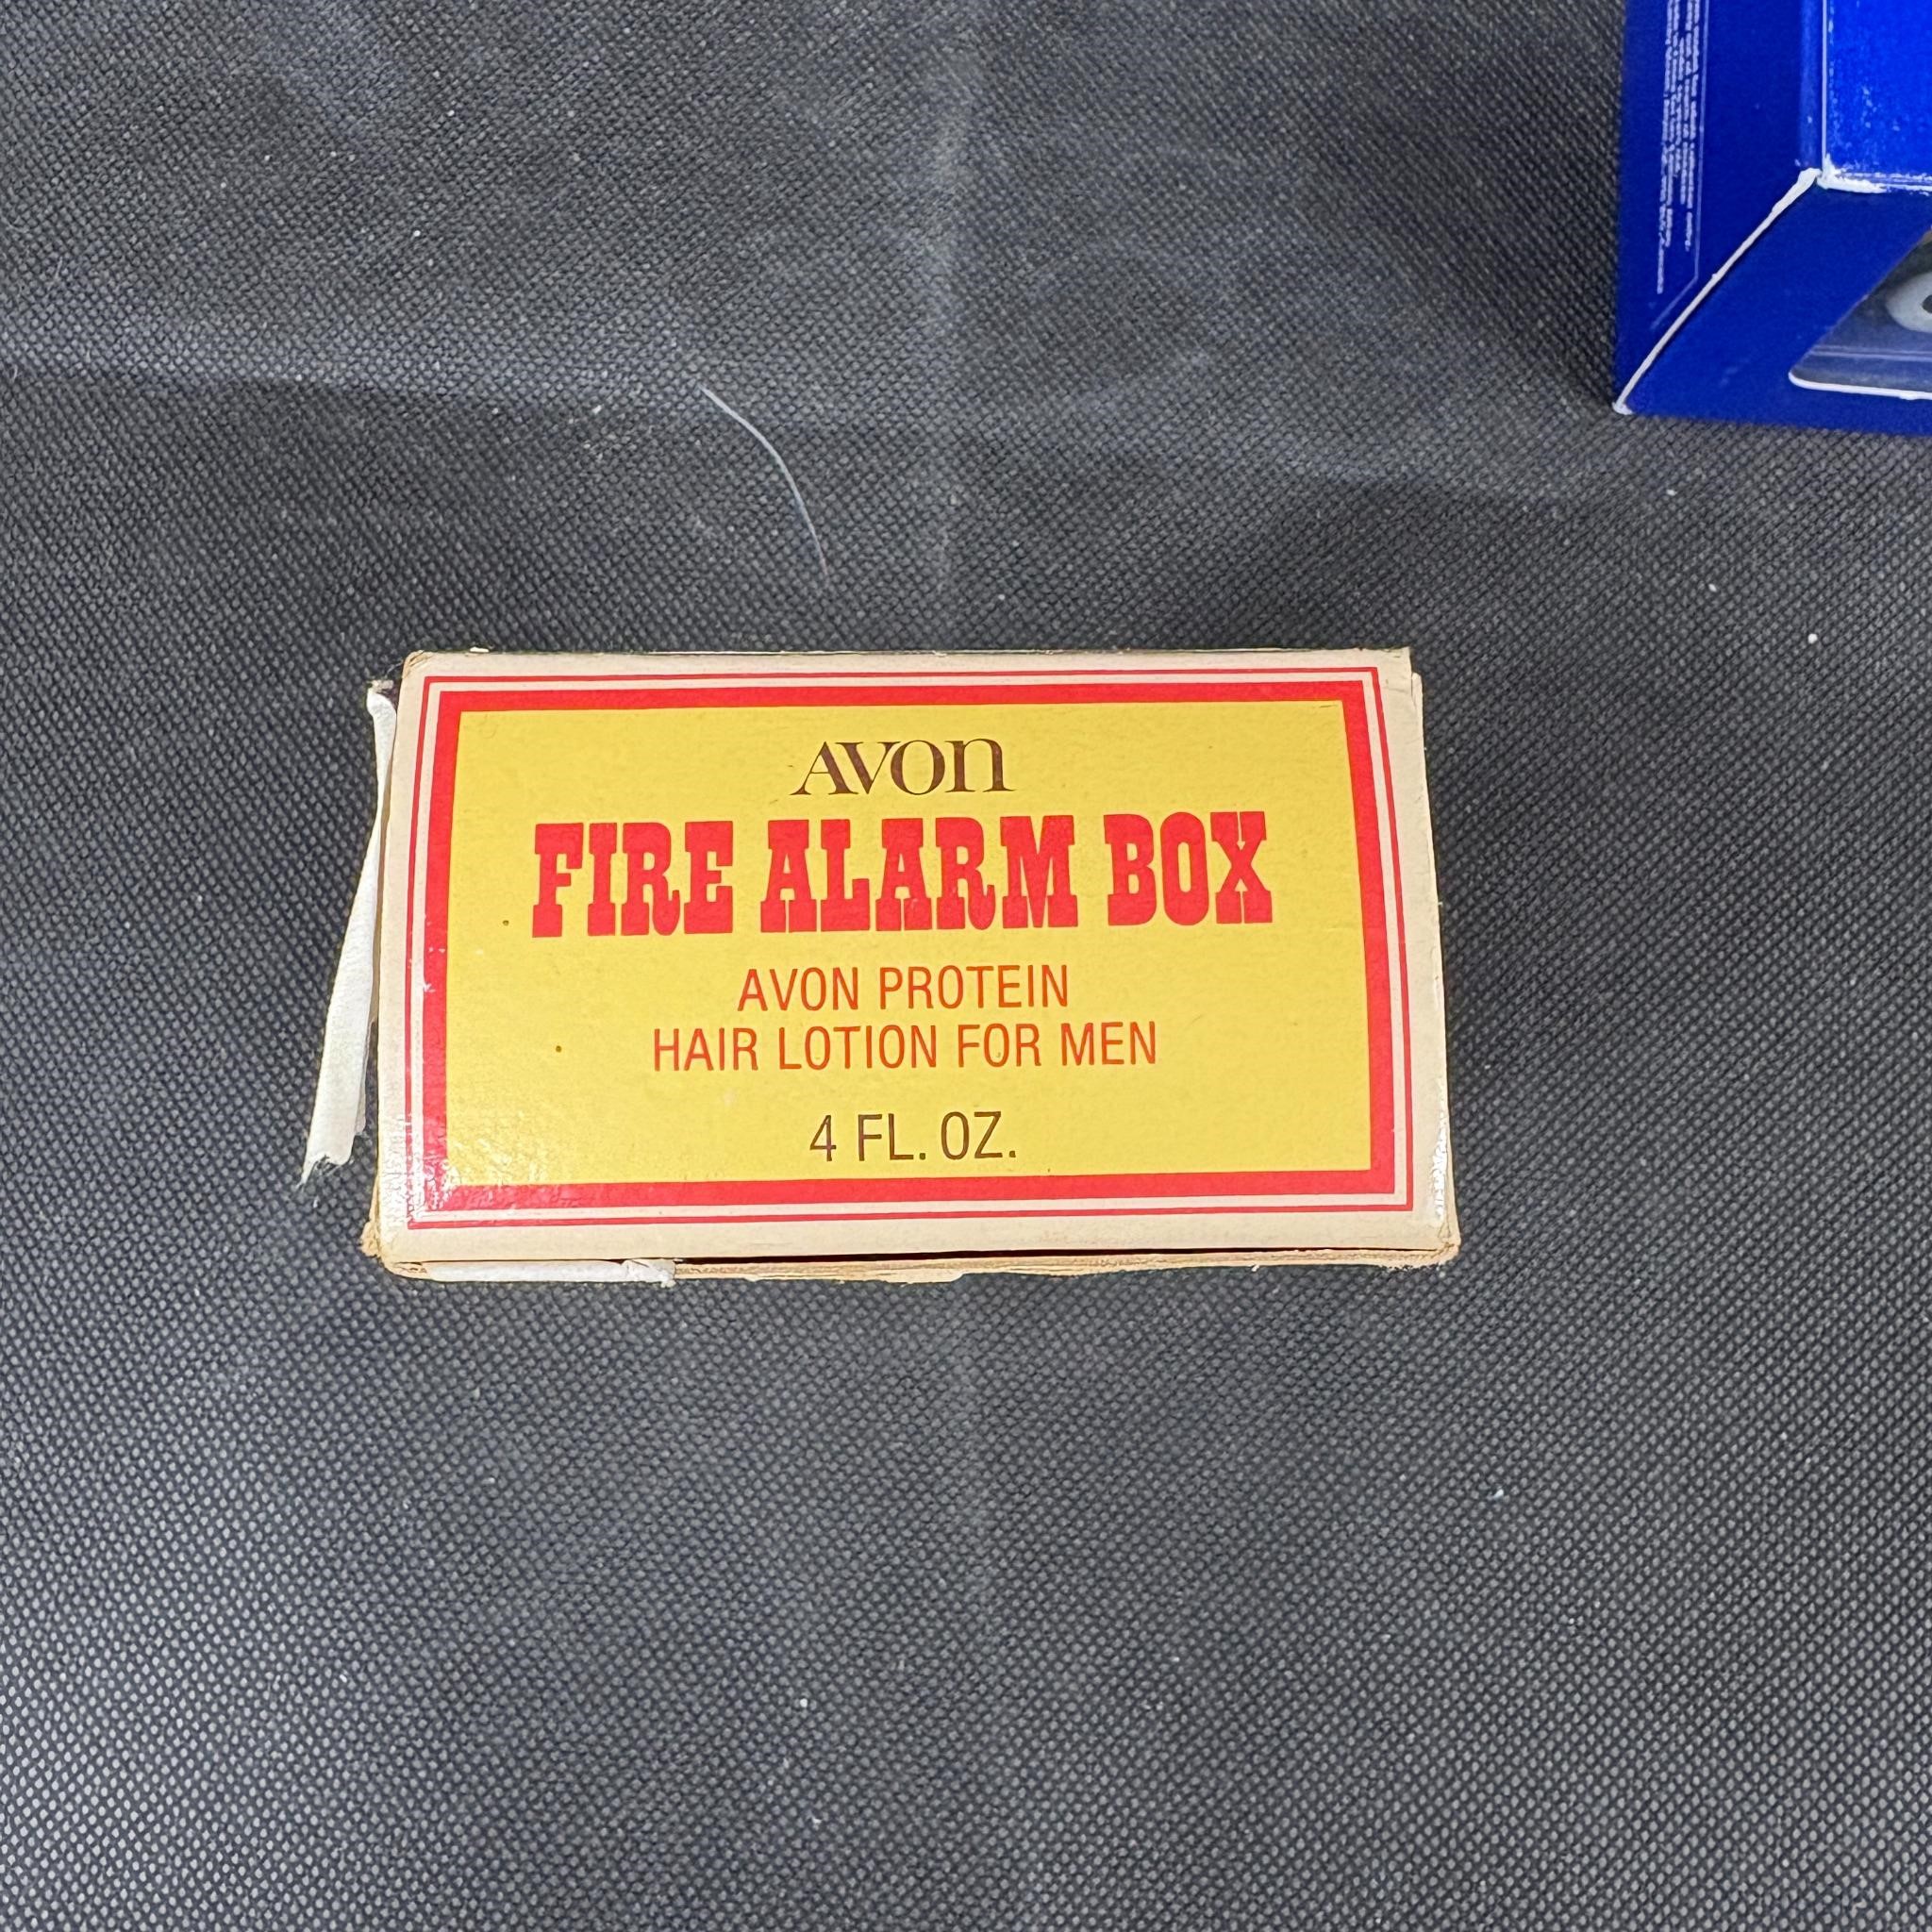 AVON
FIRE ALARM BOX
AVON PROTEIN
HAIR LOTION FOR MEN
4 FL. OZ.